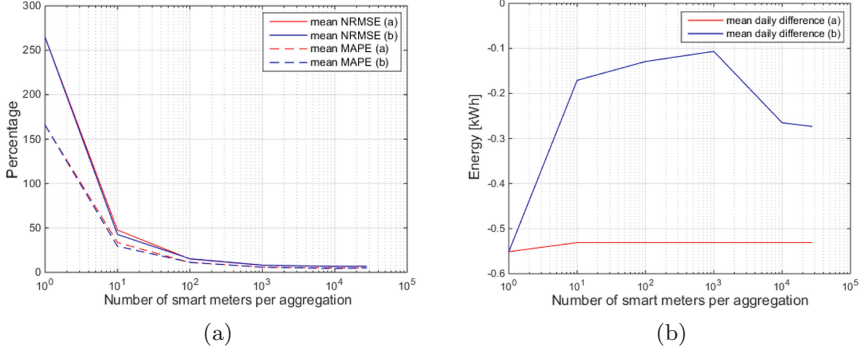 300
250
200
150
100
50
0
Percentage
mean NRMSE (a)
mean NRMSE (b)
mean MAPE (a)
mean MAPE (b)
10^0
10^1
10^2
10^3
10^4
10^5
Number of smart meters per aggregation
(a)
0
-0.1
-0.2
-0.3
-0.4
-0.5
-0.6
Energy [kWh]
mean daily difference (a)
mean daily difference (b)
10^0
10^1
10^2
10^3
10^4
10^5
Number of smart meters per aggregation
(b)